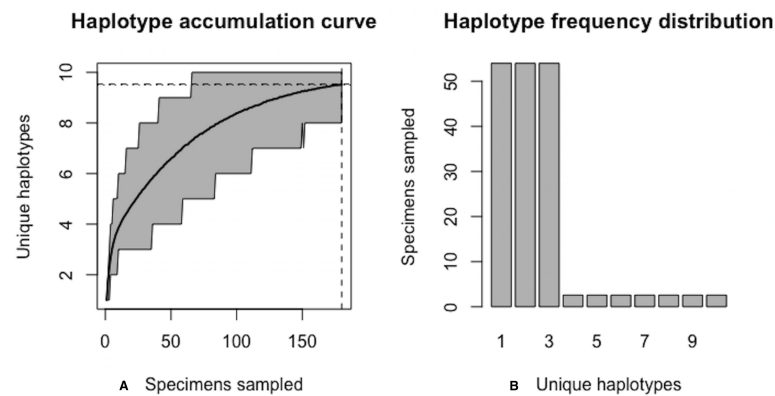 Haplotype accumulation curve
Unique haplotypes
10
8
6
4
2
0 50 100 150
A Specimens sampled
Haplotype frequency distribution
Specimens sampled
50
40
30
20
10
0
1 3 5 7 9
B Unique haplotypes